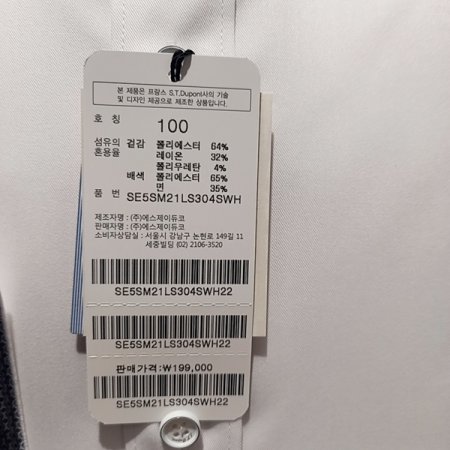 본 제품은 프랑스 S.T.Dupont사의 기술
및 디자인 제공으로 제조한 상품입니다.
호 칭 100
섬유의 겉감 폴리에스터 64%
혼용율 레이온 32%
폴리우레탄 4%
배색 폴리에스터 65%
면 35%
품 번 SE5SM21LS304SWH
제조자명 : (주)에스제이듀코
판매자명 : (주)에스제이듀코
소비자상담실 : 서울시 강남구 논현로 149길 11
세중빌딩 (02) 2106-3520
SE5SM21LS304SWH22
SE5SM21LS304SWH22
판매가격:₩199,000
SE5SM21LS304SWH22